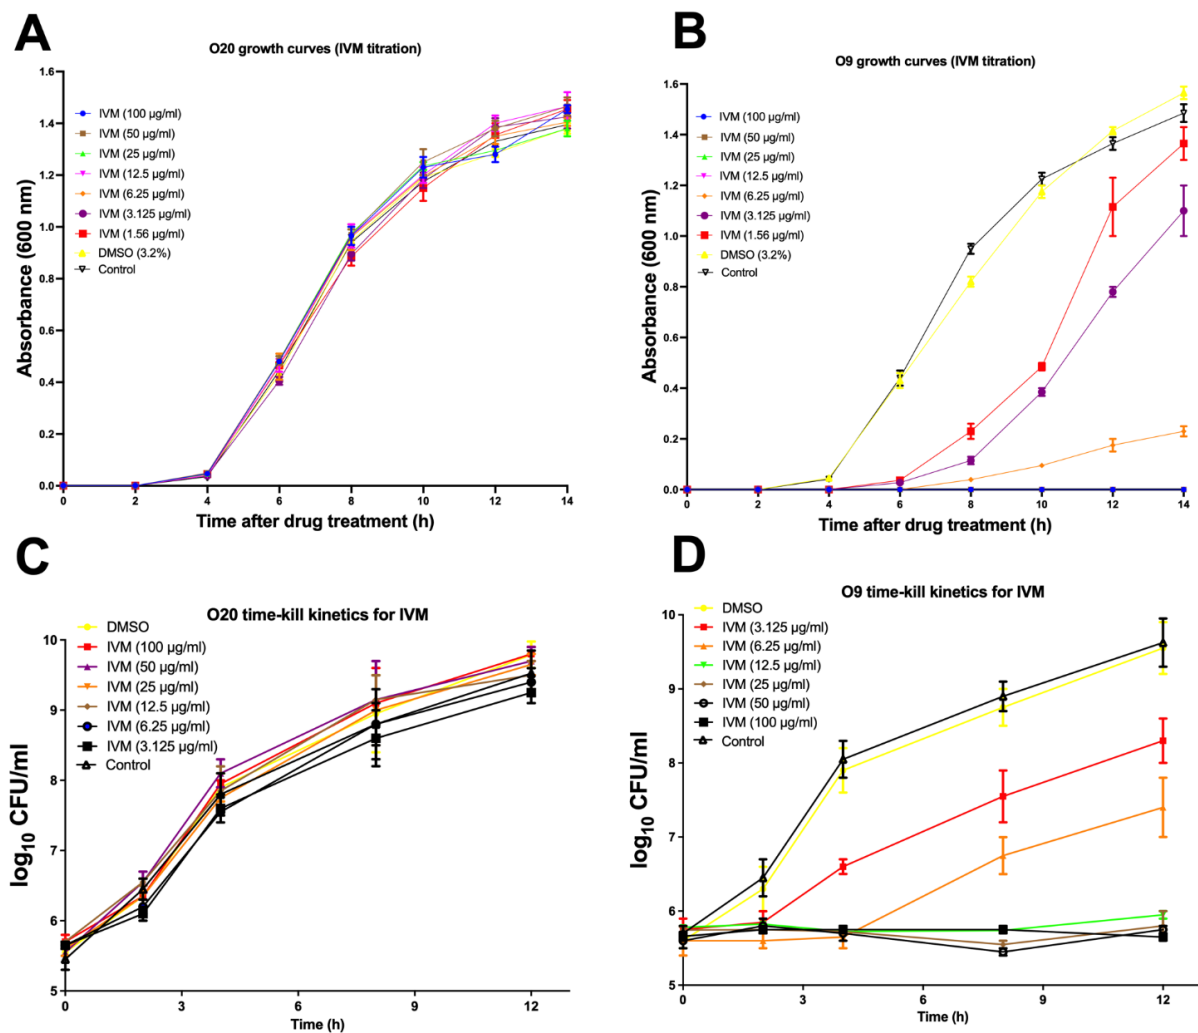 A
O20 growth curves (IVM titration)
1.6
1.4
1.2
1.0
0.8
0.6
0.4
0.2
0.0
Absorbance (600 nm)
IVM (100 µg/ml)
IVM (50 µg/ml)
IVM (25 µg/ml)
IVM (12.5 µg/ml)
IVM (6.25 µg/ml)
IVM (3.125 µg/ml)
IVM (1.56 µg/ml)
DMSO (3.2%)
Control
0 2 4 6 8 10 12 14
Time after drug treatment (h)
B
O9 growth curves (IVM titration)
1.6
1.4
1.2
1.0
0.8
0.6
0.4
0.2
0.0
Absorbance (600 nm)
IVM (100 µg/ml)
IVM (50 µg/ml)
IVM (25 µg/ml)
IVM (12.5 µg/ml)
IVM (6.25 µg/ml)
IVM (3.125 µg/ml)
IVM (1.56 µg/ml)
DMSO (3.2%)
Control
0 2 4 6 8 10 12 14
Time after drug treatment (h)
C
O20 time-kill kinetics for IVM
10
9
8
7
6
5
log10 CFU/ml
DMSO
IVM (100 µg/ml)
IVM (50 µg/ml)
IVM (25 µg/ml)
IVM (12.5 µg/ml)
IVM (6.25 µg/ml)
IVM (3.125 µg/ml)
Control
0 3 6 9 12
Time (h)
D
O9 time-kill kinetics for IVM
10
9
8
7
6
5
log10 CFU/ml
DMSO
IVM (3.125 µg/ml)
IVM (6.25 µg/ml)
IVM (12.5 µg/ml)
IVM (25 µg/ml)
IVM (50 µg/ml)
IVM (100 µg/ml)
Control
0 3 6 9 12
Time (h)